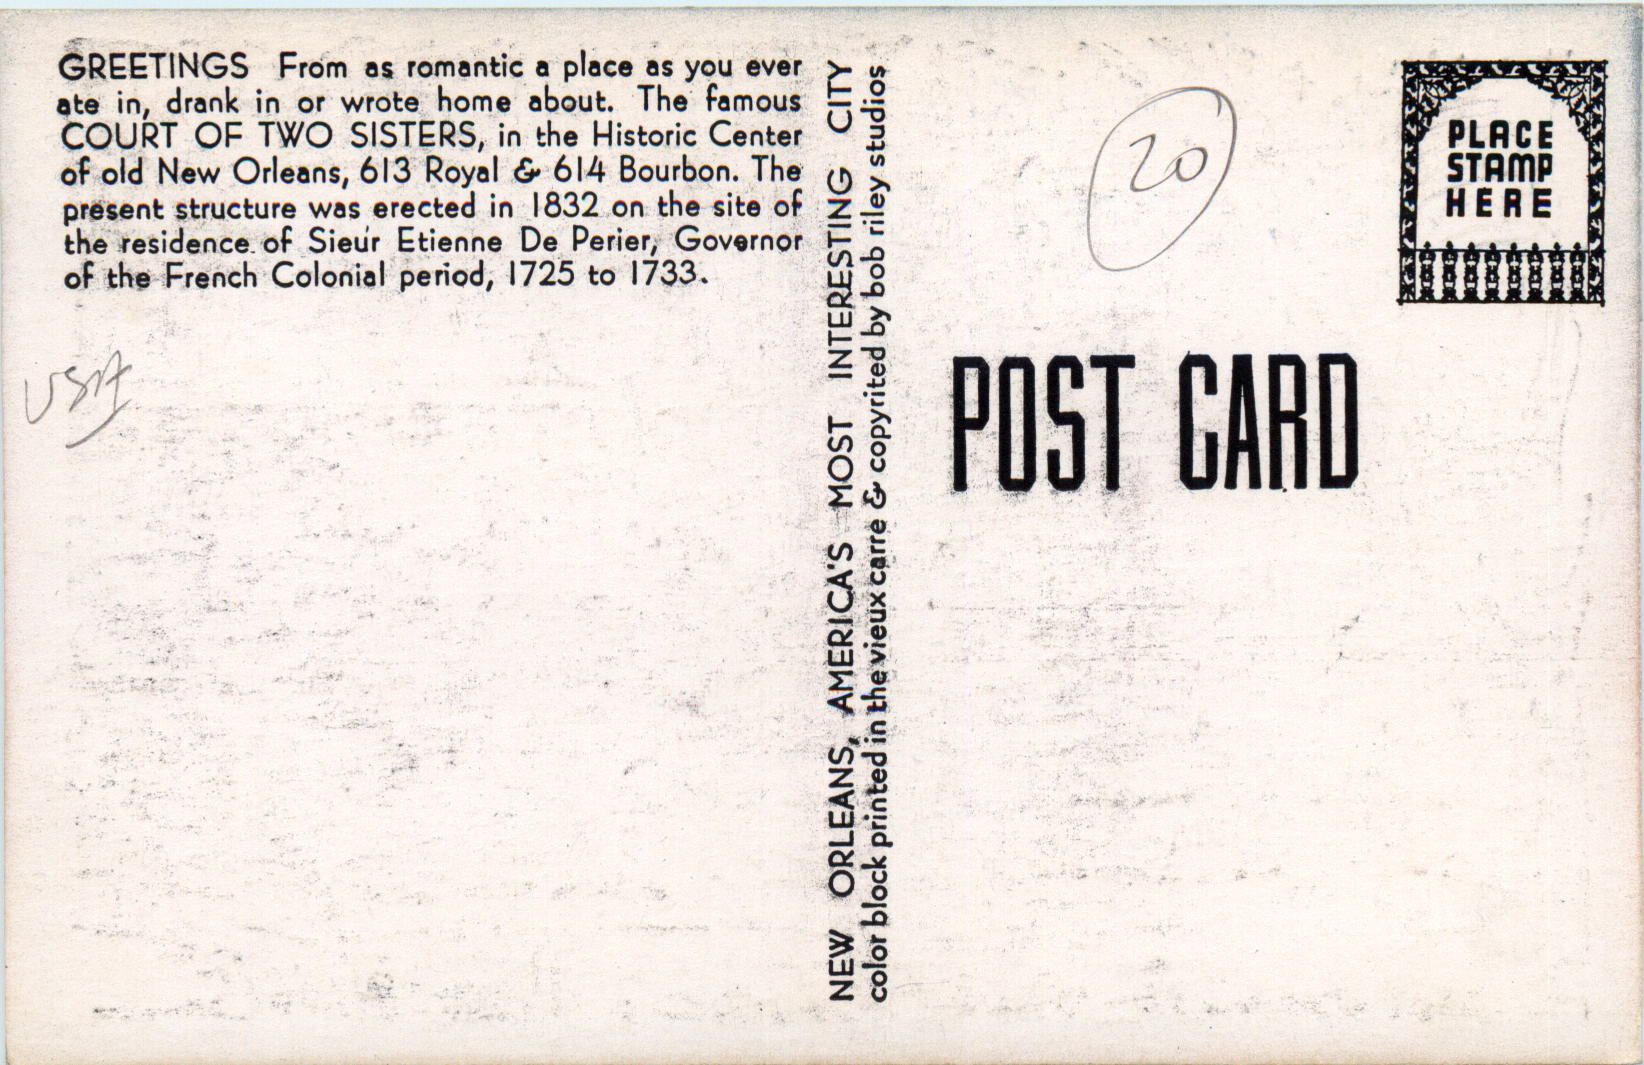 GREETINGS From as romantic a place as you ever
ate in, drank in or wrote home about. The famous
COURT OF TWO SISTERS, in the Historic Center
of old New Orleans, 613 Royal & 614 Bourbon. The
present structure was erected in 1832 on the site of
the residence of Sieur Etienne De Perier, Governor
of the French Colonial period, 1725 to 1733.
USA
NEW ORLEANS, AMERICA'S MOST INTERESTING CITY
color block printed in the vieux carre & copyrited by bob riley studios
20
PLACE
STAMP
HERE
POST CARD